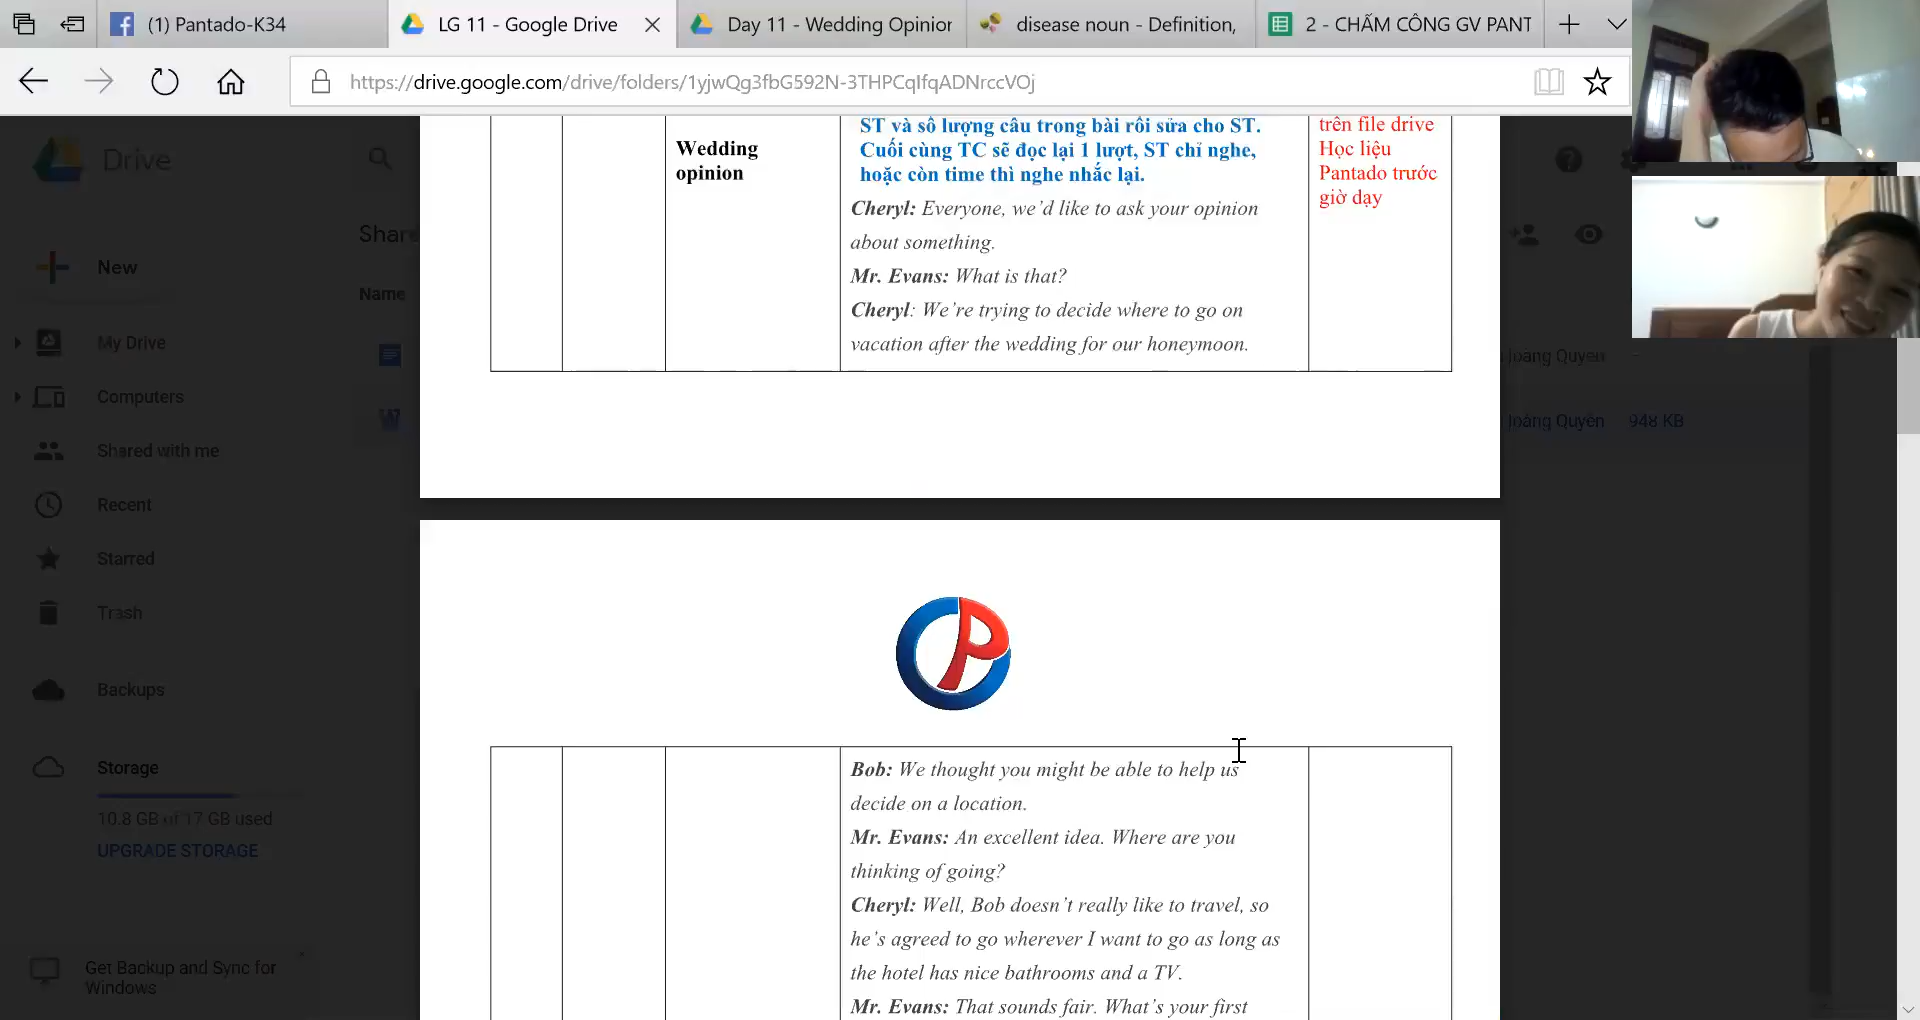 (1) Pantado-K34
LG 11 - Google Drive
Day 11 - Wedding Opinior
disease noun - Definition,
2 - CHẤM CÔNG GV PANT
https://drive.google.com/drive/folders/1yjwQg3fbG592N-3THPCqIfqADNrccVOj
Drive
Share
New
Name
My Drive
Computers
Shared with me
Recent
Starred
Trash
Backups
Storage
10.8 GB of 17 GB used
UPGRADE STORAGE
Get Backup and Sync for
Windows
Wedding
opinion
ST và số lượng câu trong bài rồi sửa cho ST.
Cuối cùng TC sẽ đọc lại 1 lượt, ST chỉ nghe,
hoặc còn time thì nghe nhắc lại.
Cheryl: Everyone, we’d like to ask your opinion
about something.
Mr. Evans: What is that?
Cheryl: We’re trying to decide where to go on
vacation after the wedding for our honeymoon.
trên file drive
Học liệu
Pantado trước
giờ dạy
Hoàng Quyên
Hoàng Quyên 948 KB
P
Bob: We thought you might be able to help us
decide on a location.
Mr. Evans: An excellent idea. Where are you
thinking of going?
Cheryl: Well, Bob doesn’t really like to travel, so
he’s agreed to go wherever I want to go as long as
the hotel has nice bathrooms and a TV.
Mr. Evans: That sounds fair. What’s your first